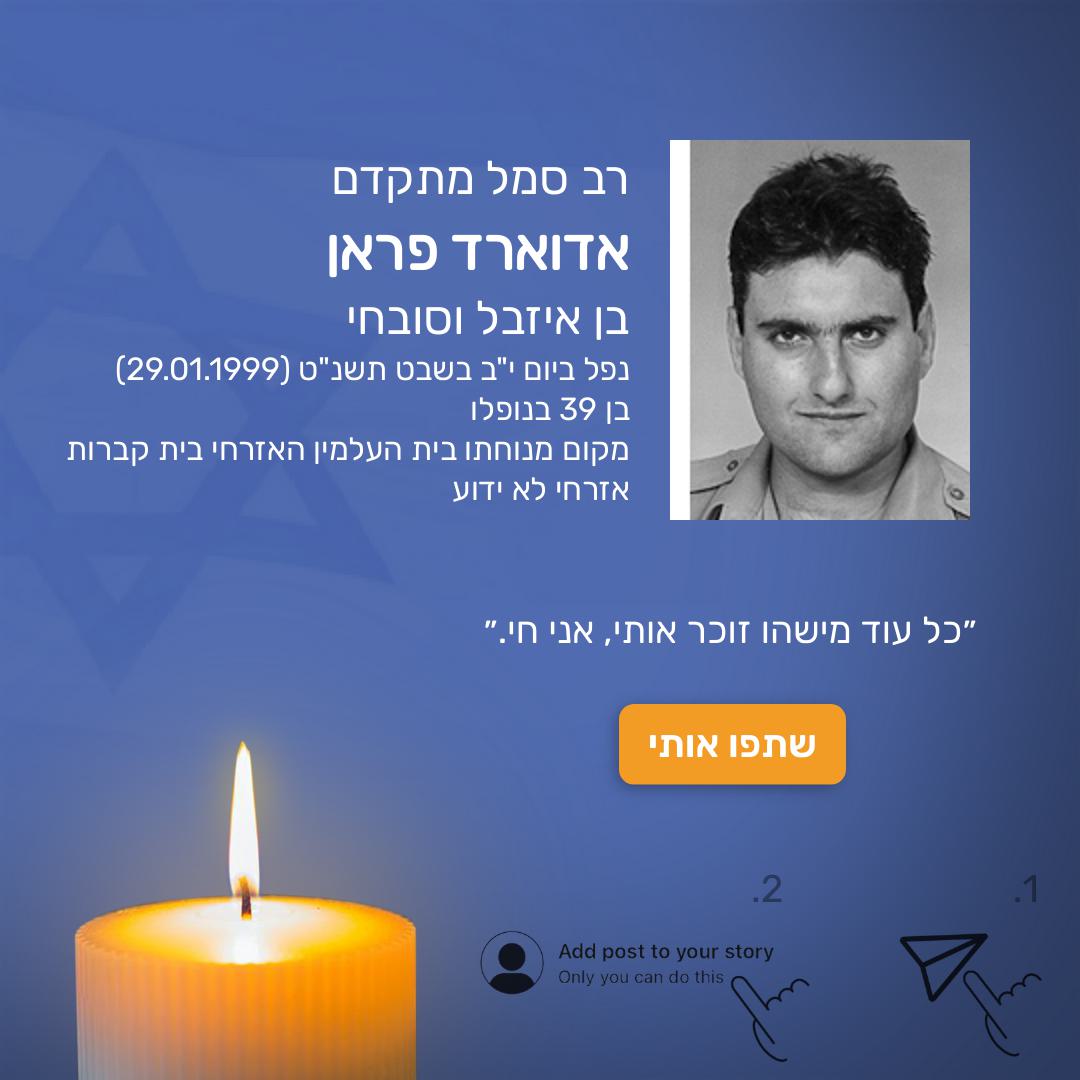 רב סמל מתקדם
אדוארד פראן
בן איזבל וסובחי
נפל ביום י"ב בשבט תשנ"ט (29.01.1999)
בן 39 בנופלו
מקום מנוחתו בית העלמין האזרחי בית קברות
אזרחי לא ידוע
״כל עוד מישהו זוכר אותי, אני חי.״
שתפו אותי
1.
2.
Add post to your story
Only you can do this